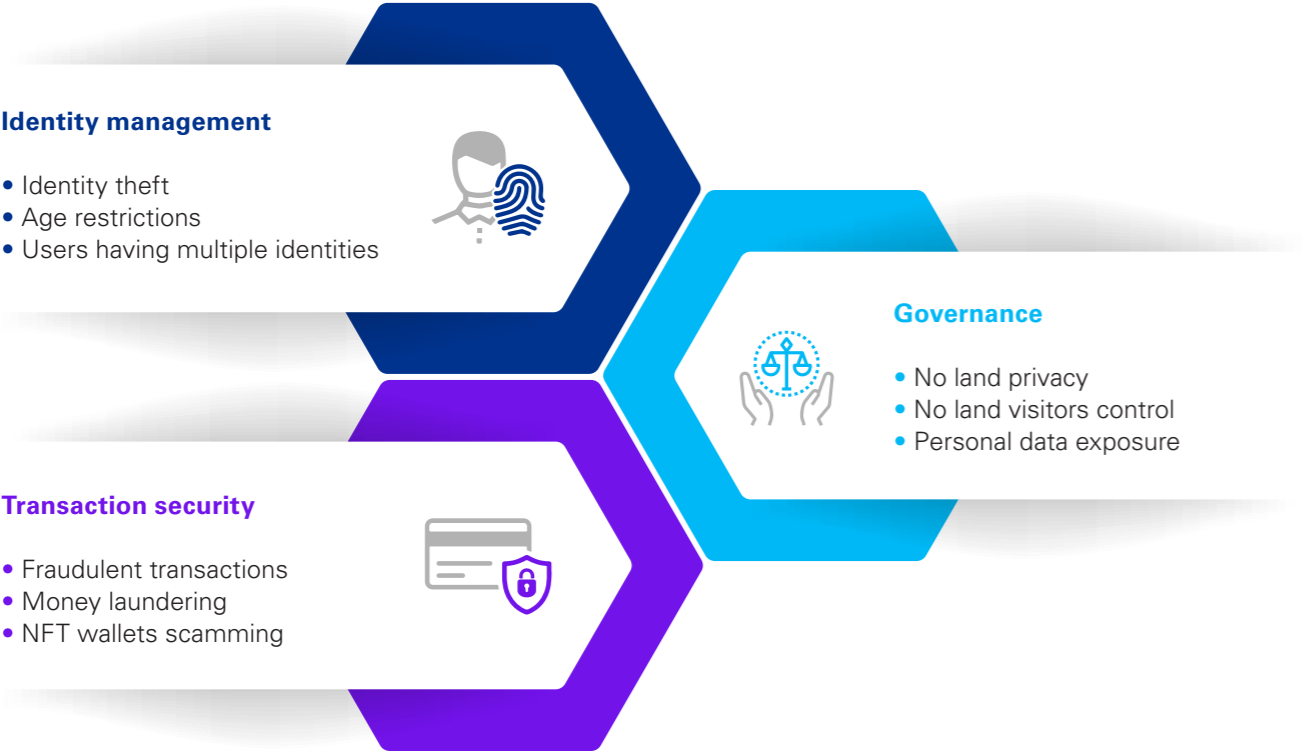 Identity management
• Identity theft
• Age restrictions
• Users having multiple identities
Governance
• No land privacy
• No land visitors control
• Personal data exposure
Transaction security
• Fraudulent transactions
• Money laundering
• NFT wallets scamming